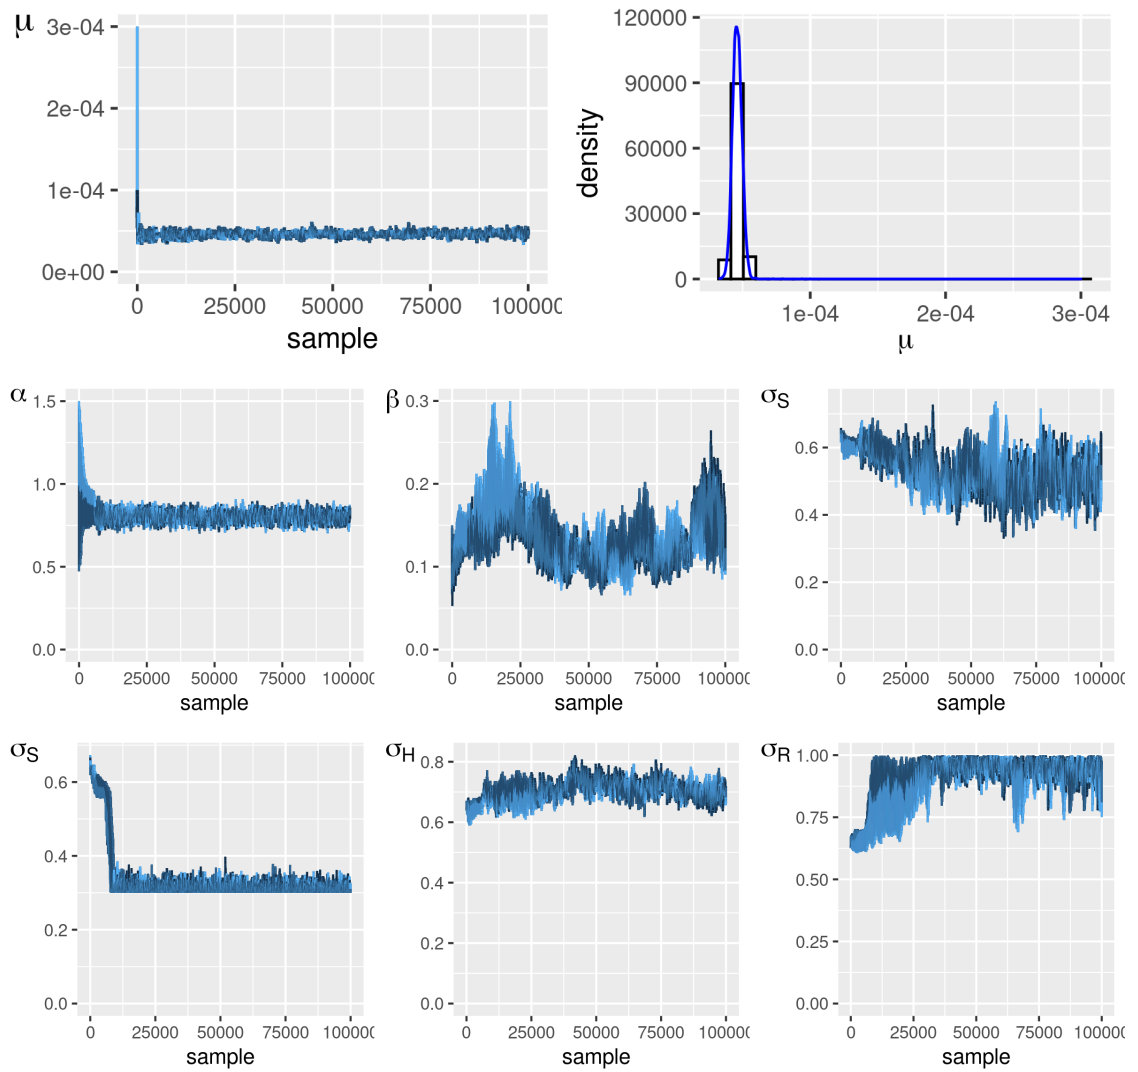 μ
3e-04
2e-04
1e-04
0e+00
0 25000 50000 75000 100000
sample
density
120000
90000
60000
30000
0
1e-04 2e-04 3e-04
μ
α
1.5
1.0
0.5
0.0
0 25000 50000 75000 100000
sample
β
0.3
0.2
0.1
0.0
0 25000 50000 75000 100000
sample
σS
0.6
0.4
0.2
0.0
0 25000 50000 75000 100000
sample
σS
0.6
0.4
0.2
0.0
0 25000 50000 75000 100000
sample
σH
0.8
0.6
0.4
0.2
0.0
0 25000 50000 75000 100000
sample
σR
1.00
0.75
0.50
0.25
0.00
0 25000 50000 75000 100000
sample